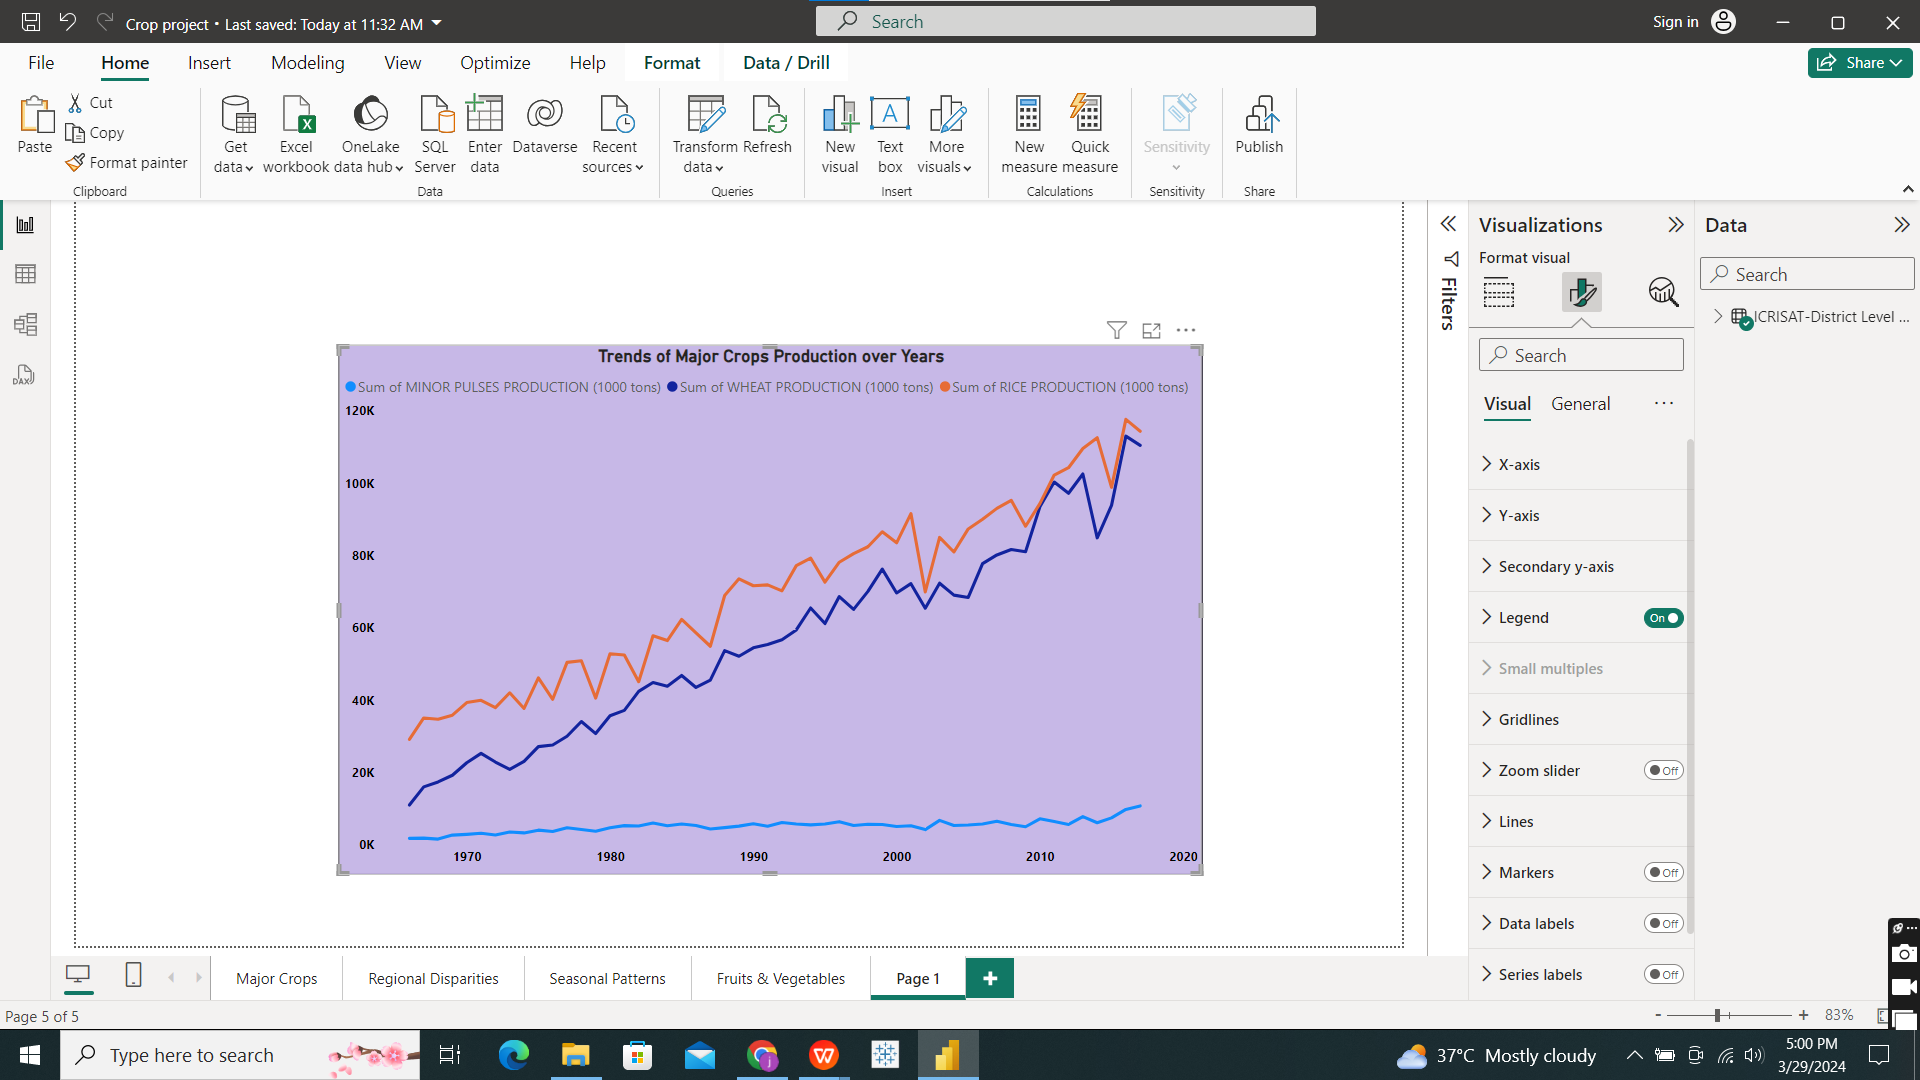 Crop project • Last saved: Today at 11:32 AM
Search
Sign in
File Home Insert Modeling View Optimize Help Format Data / Drill
Share
Paste
Cut
Copy
Format painter
Clipboard
Get data
Excel workbook
OneLake data hub
SQL Server
Enter data
Dataverse
Recent sources
Data
Transform data
Refresh
Queries
New visual
Text box
More visuals
Insert
New measure
Quick measure
Calculations
Sensitivity
Sensitivity
Publish
Share
Trends of Major Crops Production over Years
Sum of MINOR PULSES PRODUCTION (1000 tons) Sum of WHEAT PRODUCTION (1000 tons) Sum of RICE PRODUCTION (1000 tons)
120K
100K
80K
60K
40K
20K
0K
1970 1980 1990 2000 2010 2020
Filters
Visualizations
Format visual
Search
Visual General
X-axis
Y-axis
Secondary y-axis
Legend On
Small multiples
Gridlines
Zoom slider Off
Lines
Markers Off
Data labels Off
Series labels Off
Data
Search
ICRISAT-District Level ...
DAX
Major Crops Regional Disparities Seasonal Patterns Fruits & Vegetables Page 1
Page 5 of 5
- + 83%
Type here to search
37°C Mostly cloudy
5:00 PM
3/29/2024